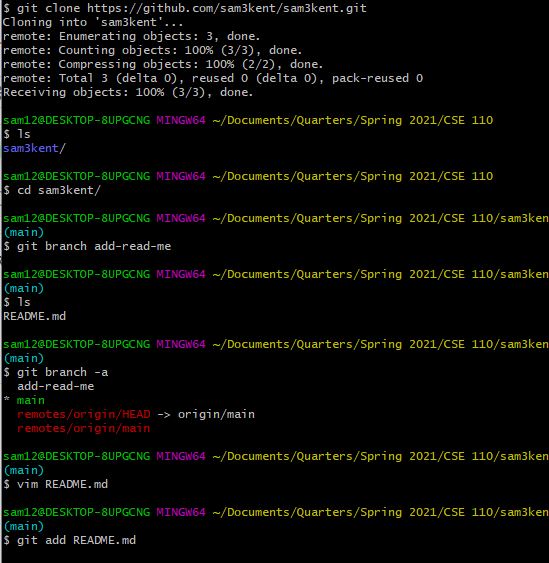 $ git clone https://github.com/sam3kent/sam3kent.git
Cloning into 'sam3kent'...
remote: Enumerating objects: 3, done.
remote: Counting objects: 100% (3/3), done.
remote: Compressing objects: 100% (2/2), done.
remote: Total 3 (delta 0), reused 0 (delta 0), pack-reused 0
Receiving objects: 100% (3/3), done.
sam12@DESKTOP-8UPGCNG MINGW64 ~/Documents/Quarters/Spring 2021/CSE 110
$ ls
sam3kent/
sam12@DESKTOP-8UPGCNG MINGW64 ~/Documents/Quarters/Spring 2021/CSE 110
$ cd sam3kent/
sam12@DESKTOP-8UPGCNG MINGW64 ~/Documents/Quarters/Spring 2021/CSE 110/sam3ken
(main)
$ git branch add-read-me
sam12@DESKTOP-8UPGCNG MINGW64 ~/Documents/Quarters/Spring 2021/CSE 110/sam3ken
(main)
$ ls
README.md
sam12@DESKTOP-8UPGCNG MINGW64 ~/Documents/Quarters/Spring 2021/CSE 110/sam3ken
(main)
$ git branch -a
add-read-me
* main
remotes/origin/HEAD -> origin/main
remotes/origin/main
sam12@DESKTOP-8UPGCNG MINGW64 ~/Documents/Quarters/Spring 2021/CSE 110/sam3ken
(main)
$ vim README.md
sam12@DESKTOP-8UPGCNG MINGW64 ~/Documents/Quarters/Spring 2021/CSE 110/sam3ken
(main)
$ git add README.md